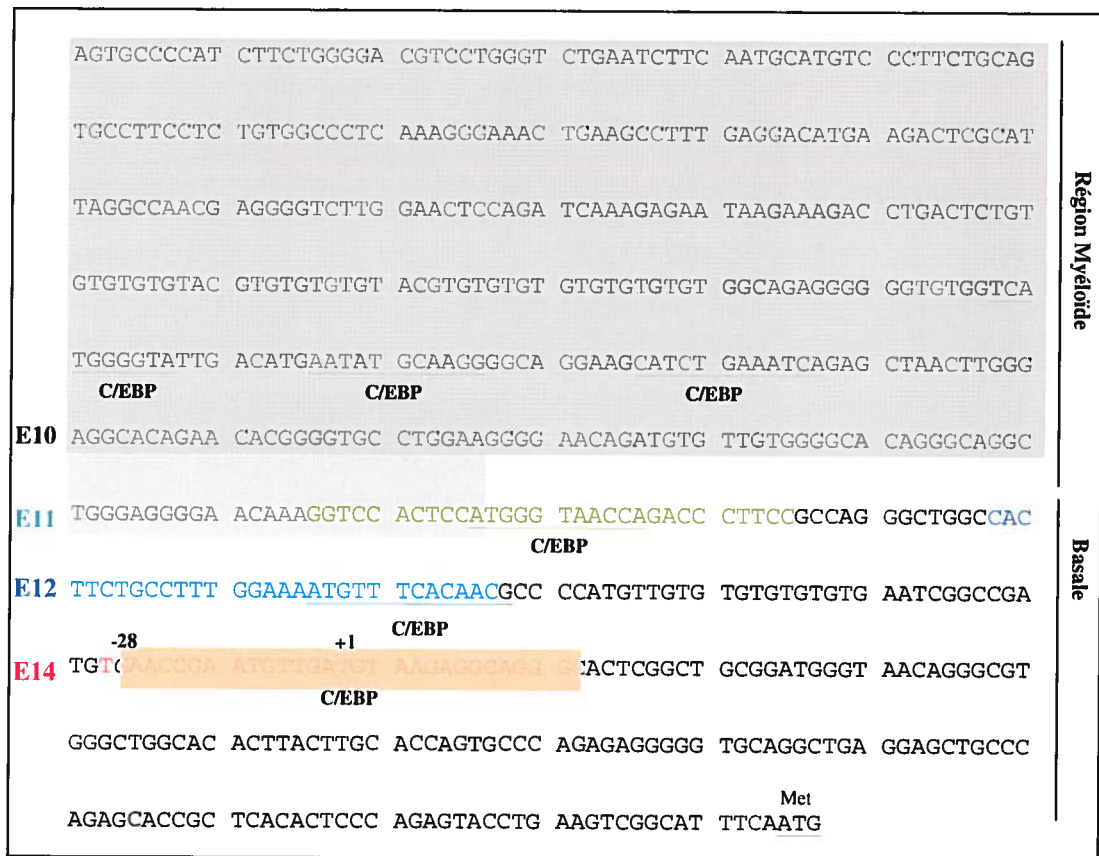 AGTGCCCCAT CTTCTGGGGA CGTCCTGGGT CTGAATCTTC AATGCATGTC CCTTCTGCAG
TGCCTTCCTC TGTGGCCCTC AAAGGGAAAC TGAAGCCTTT GAGGACATGA AGACTCGCAT
TAGGCCAACG AGGGGTCTTG GAACTCCAGA TCAAAGAGAA TAAGAAAGAC CTGACTCTGT
GTGTGTGTAC GTGTGTGTGT ACGTGTGTGT GTGTGTGTGT GGCAGAGGGG GGTGTGGTCA
TGGGGTATTG ACATGAATAT GCAAGGGGCA GGAAGCATCT GAAATCAGAG CTAACTTGGG
C/EBP C/EBP C/EBP
E10 AGGCACAGAA CACGGGGTGC CTGGAAGGGG AACAGATGTG TTGTGGGGCA CAGGGCAGGC
E11 TGGGAGGGGA ACAAAGGTCC ACTCCATGGG TAACCAGACC CTTCCGCCAG GGCTGGCCAC
C/EBP
E12 TTCTGCCTTT GGAAAATGTT TCACAACGCC CCATGTTGTG TGTGTGTGTG AATCGGCCGA
C/EBP
-28 +1
E14 TGTGAACCGA ATGTTGATGT AAGAGGCAGG GCACTCGGCT GCGGATGGGT AACAGGGCGT
C/EBP
GGGCTGGCAC ACTTACTTGC ACCAGTGCCC AGAGAGGGGG TGCAGGCTGA GGAGCTGCCC
Met
AGAGCACCGC TCACACTCCC AGAGTACCTG AAGTCGGCAT TTCAATG
Région Myéloïde
Basale